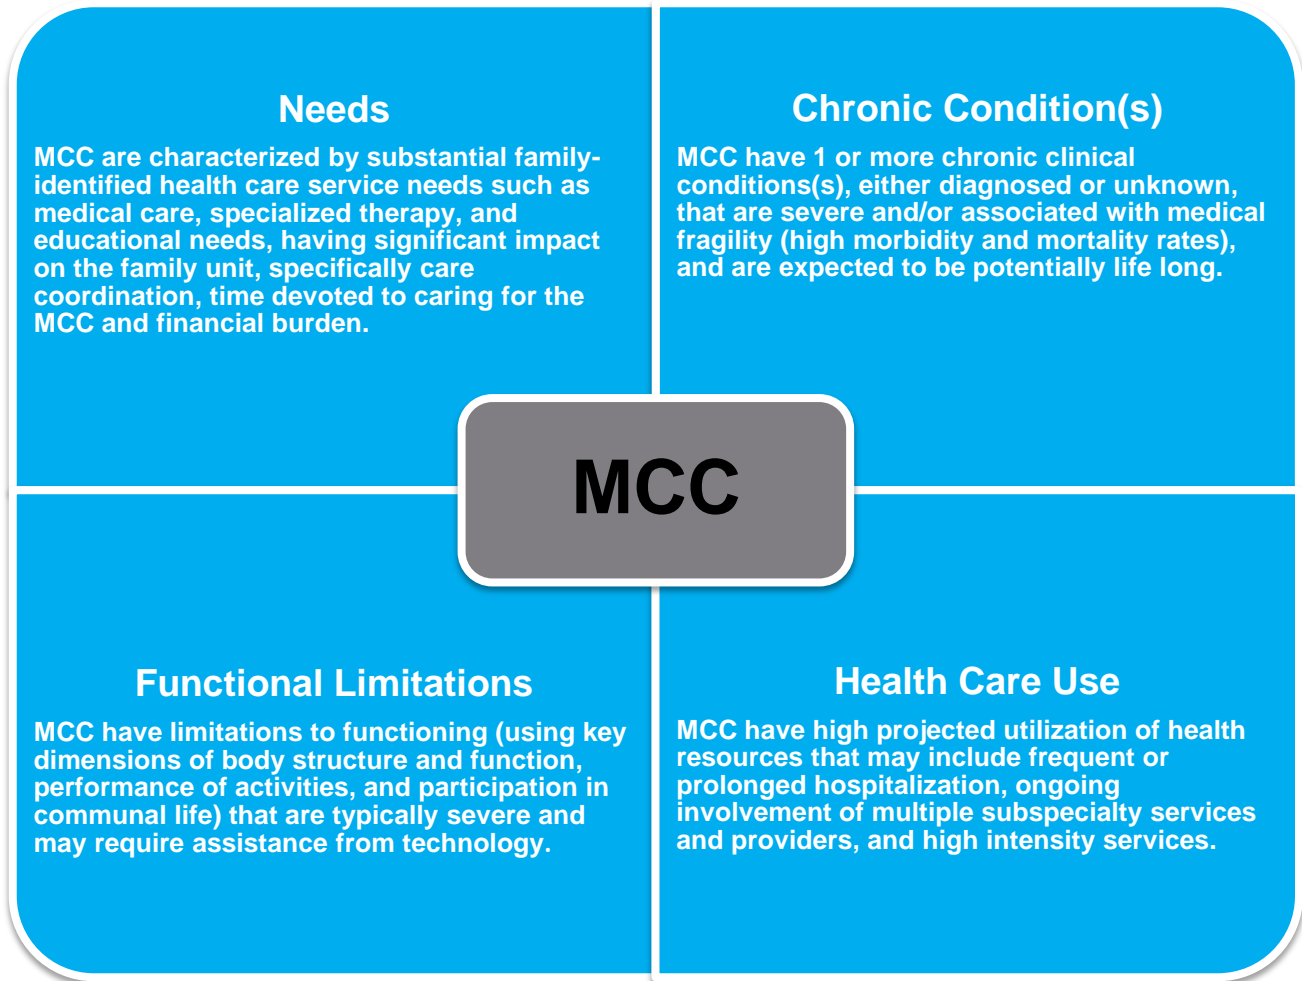 Needs
MCC are characterized by substantial family-
identified health care service needs such as
medical care, specialized therapy, and
educational needs, having significant impact
on the family unit, specifically care
coordination, time devoted to caring for the
MCC and financial burden.
Chronic Condition(s)
MCC have 1 or more chronic clinical
conditions(s), either diagnosed or unknown,
that are severe and/or associated with medical
fragility (high morbidity and mortality rates),
and are expected to be potentially life long.
MCC
Functional Limitations
MCC have limitations to functioning (using key
dimensions of body structure and function,
performance of activities, and participation in
communal life) that are typically severe and
may require assistance from technology.
Health Care Use
MCC have high projected utilization of health
resources that may include frequent or
prolonged hospitalization, ongoing
involvement of multiple subspecialty services
and providers, and high intensity services.